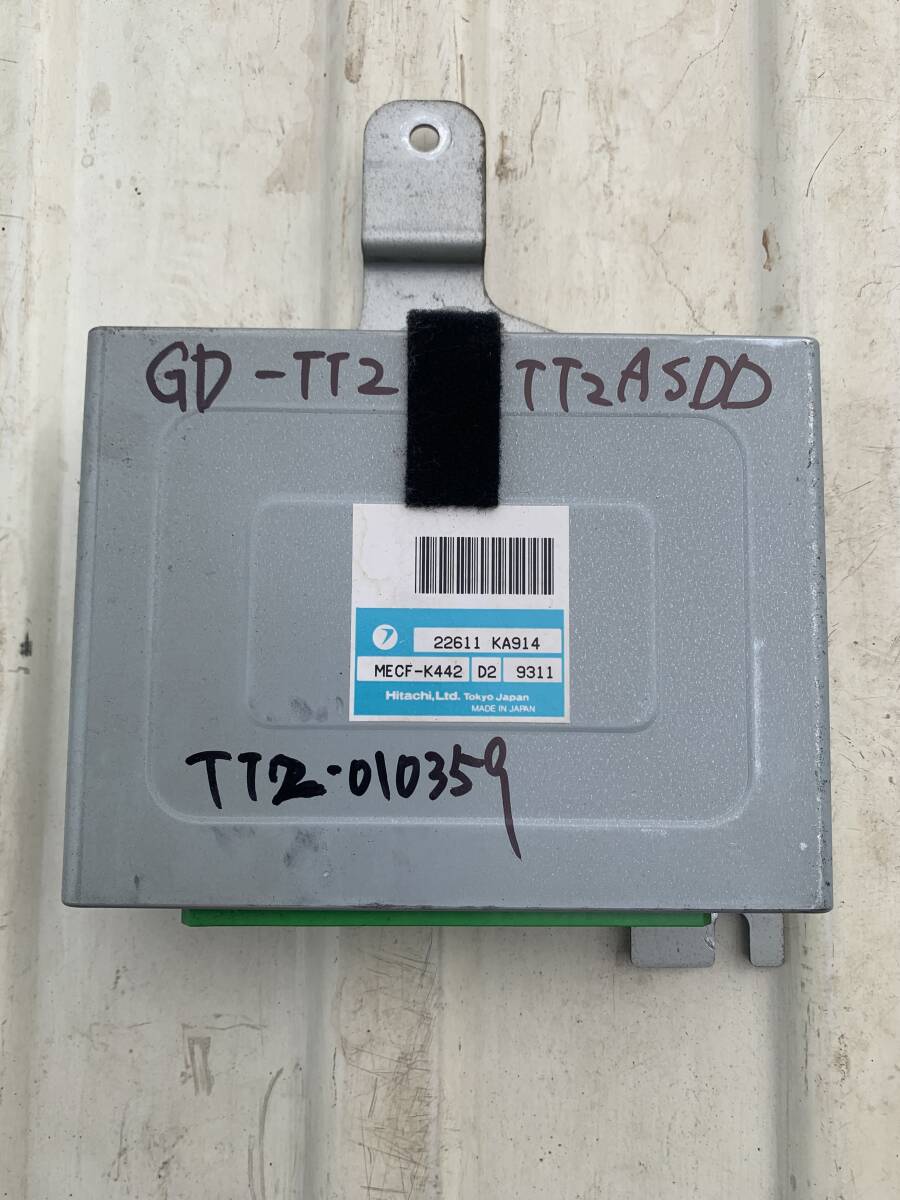 GD-TT2 TT2ASDD
22611 KA914
MECF-K442 D2 9311
Hitachi, Ltd. Tokyo Japan
MADE IN JAPAN
TT2-010359